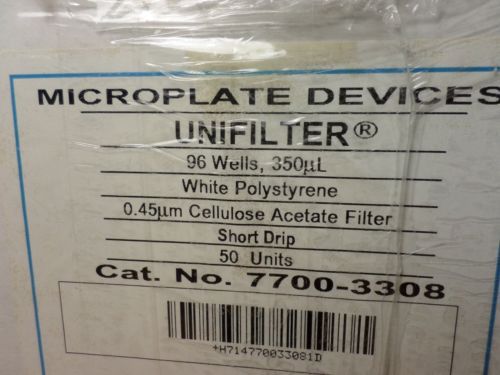 MICROPLATE DEVICES
UNIFILTER®
96 Wells, 350µL
White Polystyrene
0.45µm Cellulose Acetate Filter
Short Drip
50 Units
Cat. No. 7700-3308
+H714770033081D